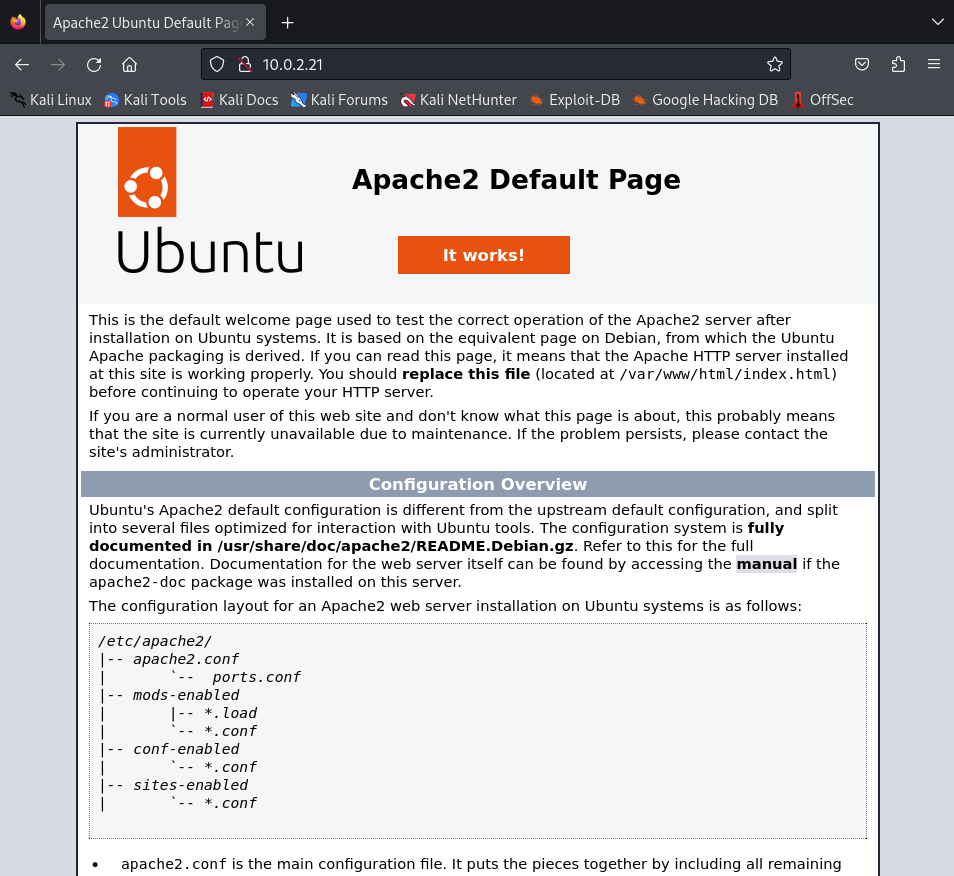 Apache2 Ubuntu Default Page
10.0.2.21
Kali Linux Kali Tools Kali Docs Kali Forums Kali NetHunter Exploit-DB Google Hacking DB OffSec
Ubuntu
Apache2 Default Page
It works!
This is the default welcome page used to test the correct operation of the Apache2 server after
installation on Ubuntu systems. It is based on the equivalent page on Debian, from which the Ubuntu
Apache packaging is derived. If you can read this page, it means that the Apache HTTP server installed
at this site is working properly. You should replace this file (located at /var/www/html/index.html)
before continuing to operate your HTTP server.
If you are a normal user of this web site and don't know what this page is about, this probably means
that the site is currently unavailable due to maintenance. If the problem persists, please contact the
site's administrator.
Configuration Overview
Ubuntu's Apache2 default configuration is different from the upstream default configuration, and split
into several files optimized for interaction with Ubuntu tools. The configuration system is fully
documented in /usr/share/doc/apache2/README.Debian.gz. Refer to this for the full
documentation. Documentation for the web server itself can be found by accessing the manual if the
apache2-doc package was installed on this server.
The configuration layout for an Apache2 web server installation on Ubuntu systems is as follows:
/etc/apache2/
|-- apache2.conf
|       `--  ports.conf
|-- mods-enabled
|       |-- *.load
|       `-- *.conf
|-- conf-enabled
|       `-- *.conf
|-- sites-enabled
|       `-- *.conf
• apache2.conf is the main configuration file. It puts the pieces together by including all remaining